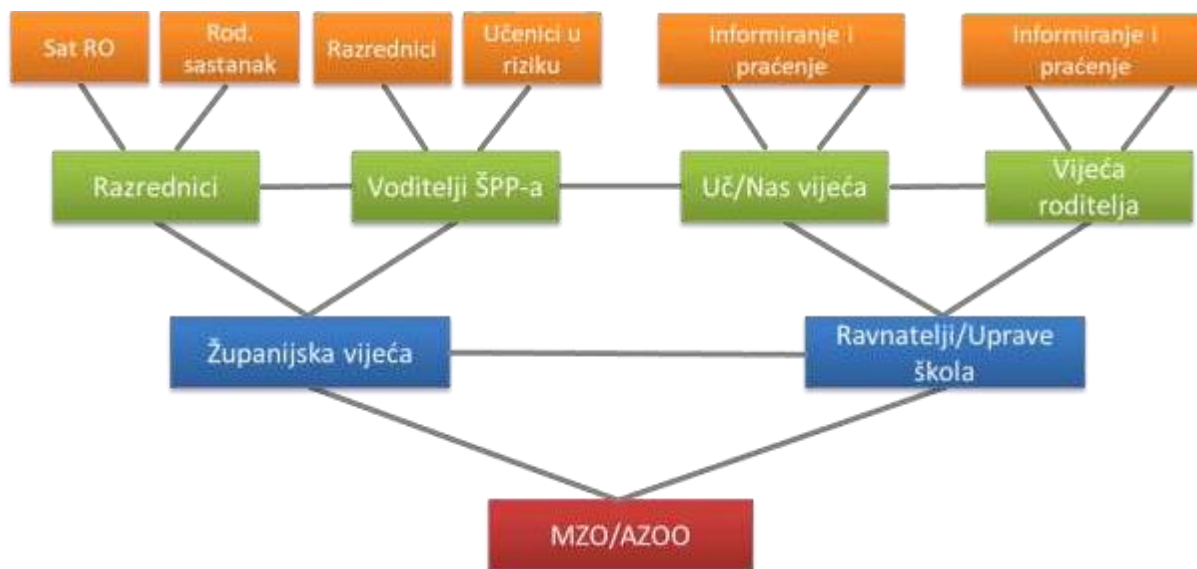 Sat RO
Rod.
sastanak
Razrednici
Učenici u
riziku
Informiranje i
praćenje
Informiranje i
praćenje
Razrednici
Voditelji ŠPP-a
Uč/Nas vijeća
Vijeća
roditelja
Županijska vijeća
Ravnatelji/Uprave
škola
MZO/AZOO